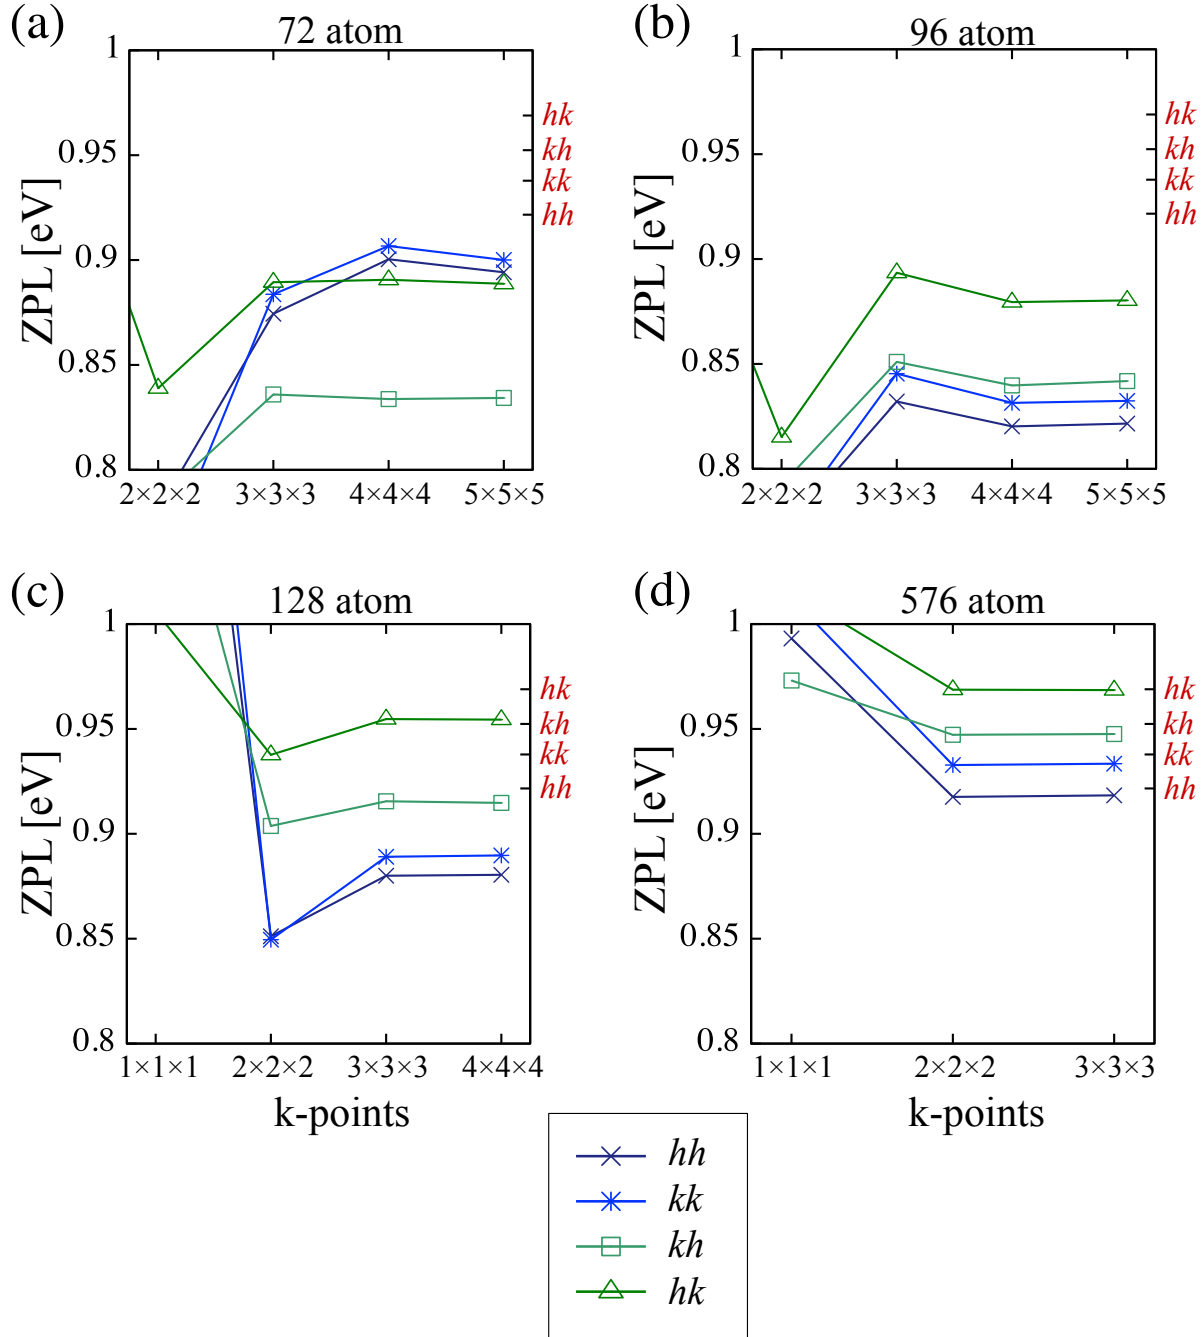 (a)
72 atom
ZPL [eV]
1
0.95
0.9
0.85
0.8
hk
kh
kk
hh
2×2×2 3×3×3 4×4×4 5×5×5
(b)
96 atom
ZPL [eV]
1
0.95
0.9
0.85
0.8
hk
kh
kk
hh
2×2×2 3×3×3 4×4×4 5×5×5
(c)
128 atom
ZPL [eV]
1
0.95
0.9
0.85
0.8
hk
kh
kk
hh
1×1×1 2×2×2 3×3×3 4×4×4
k-points
(d)
576 atom
ZPL [eV]
1
0.95
0.9
0.85
0.8
hk
kh
kk
hh
1×1×1 2×2×2 3×3×3
k-points
hh
kk
kh
hk